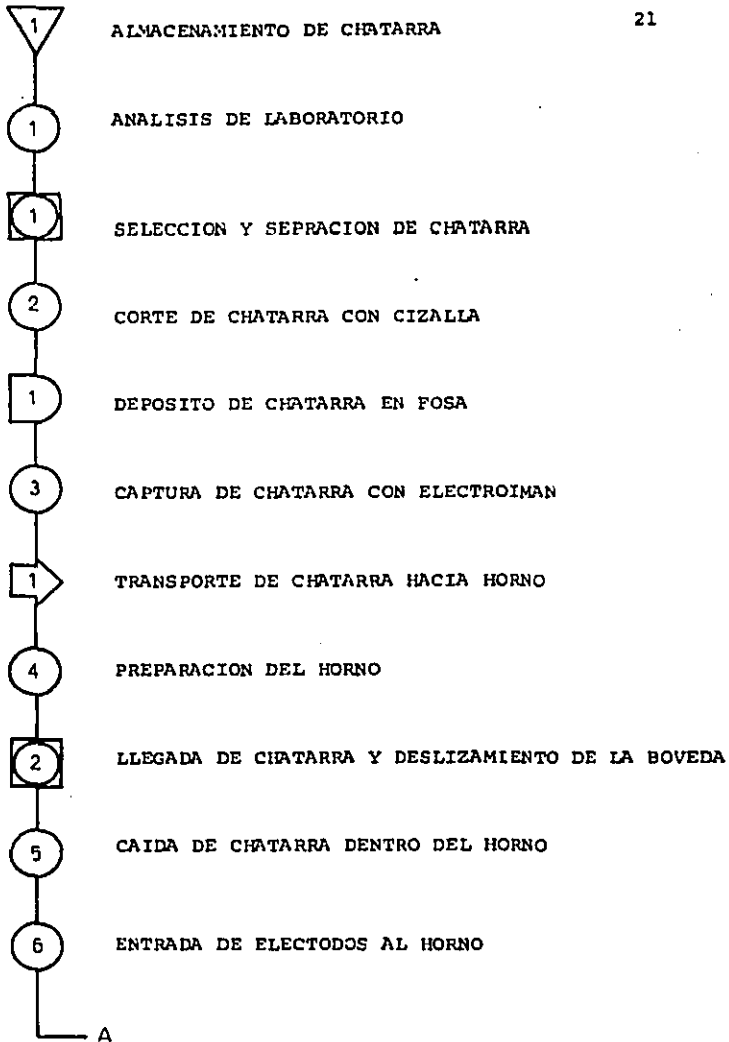 21
1 ALMACENAMIENTO DE CHATARRA
1 ANALISIS DE LABORATORIO
1 SELECCION Y SEPRACION DE CHATARRA
2 CORTE DE CHATARRA CON CIZALLA
1 DEPOSITO DE CHATARRA EN FOSA
3 CAPTURA DE CHATARRA CON ELECTROIMAN
1 TRANSPORTE DE CHATARRA HACIA HORNO
4 PREPARACION DEL HORNO
2 LLEGADA DE CHATARRA Y DESLIZAMIENTO DE LA BOVEDA
5 CAIDA DE CHATARRA DENTRO DEL HORNO
6 ENTRADA DE ELECTODOS AL HORNO
A